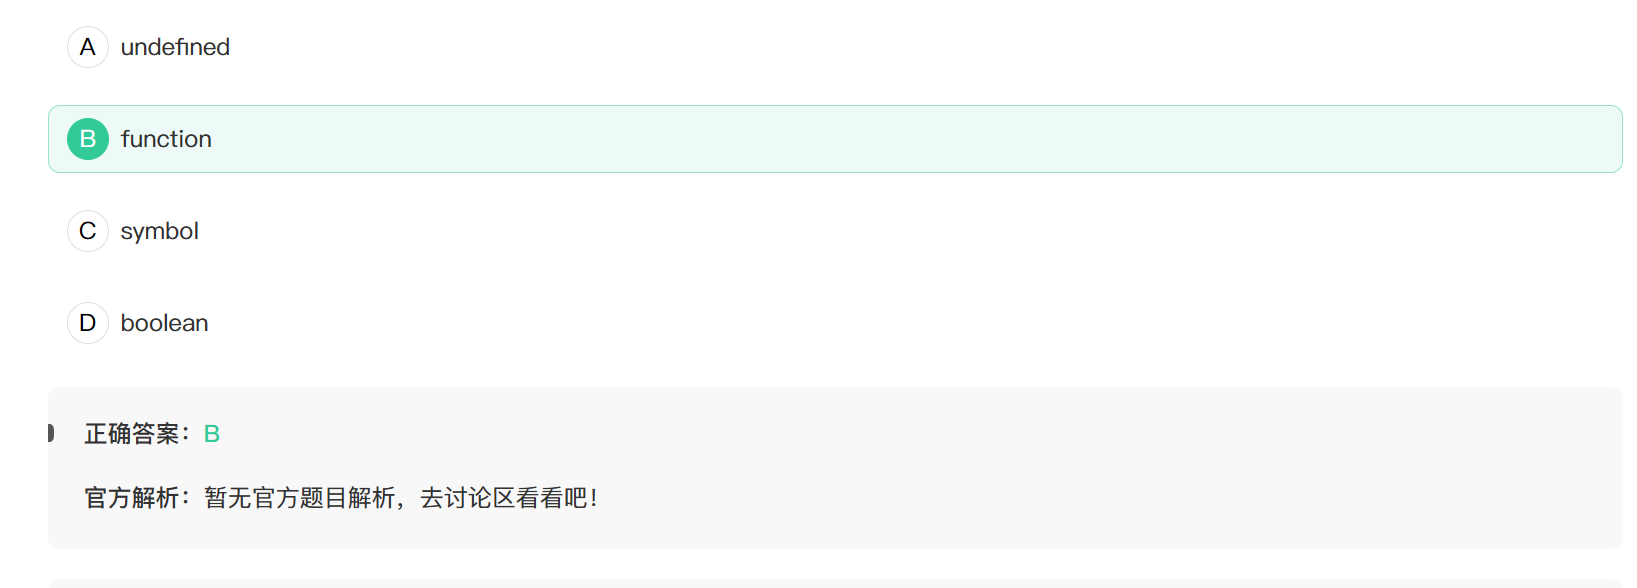 A undefined
B function
C symbol
D boolean
正确答案：B
官方解析：暂无官方题目解析，去讨论区看看吧！